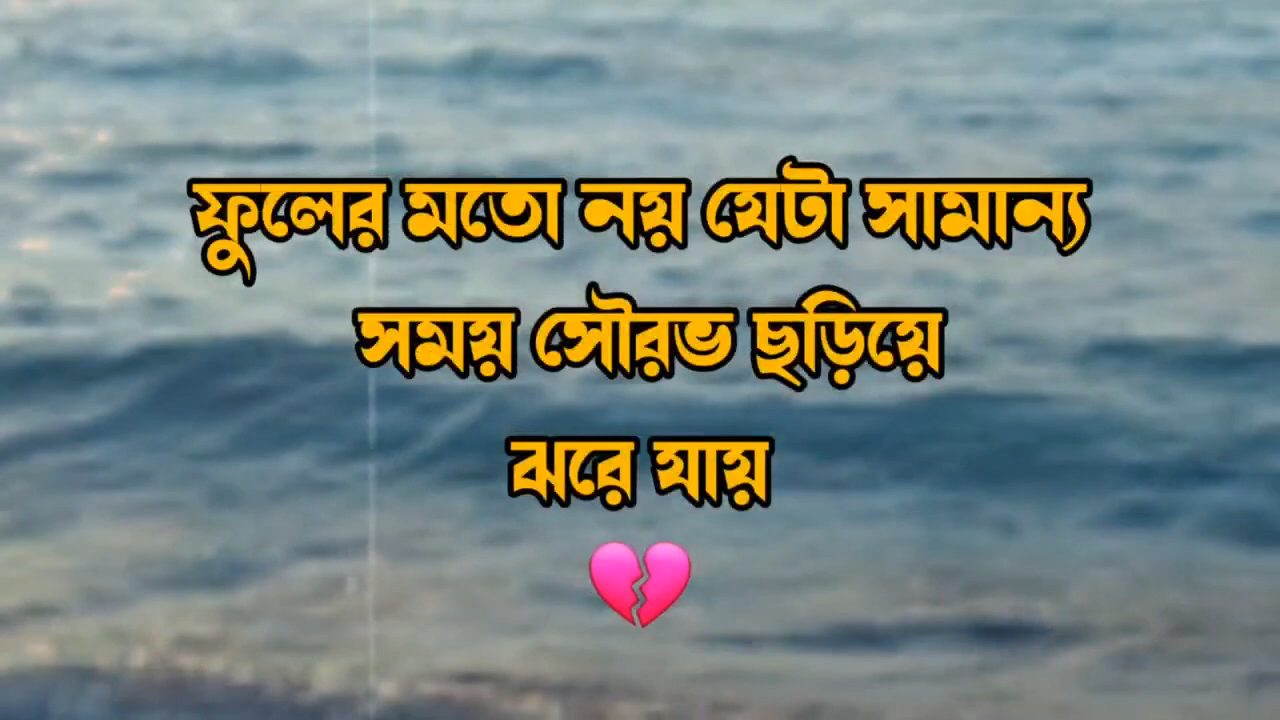 ফুলের মতো নয় যেটা সামান্য
সময় সৌরভ ছড়িয়ে
ঝরে যায়
💔